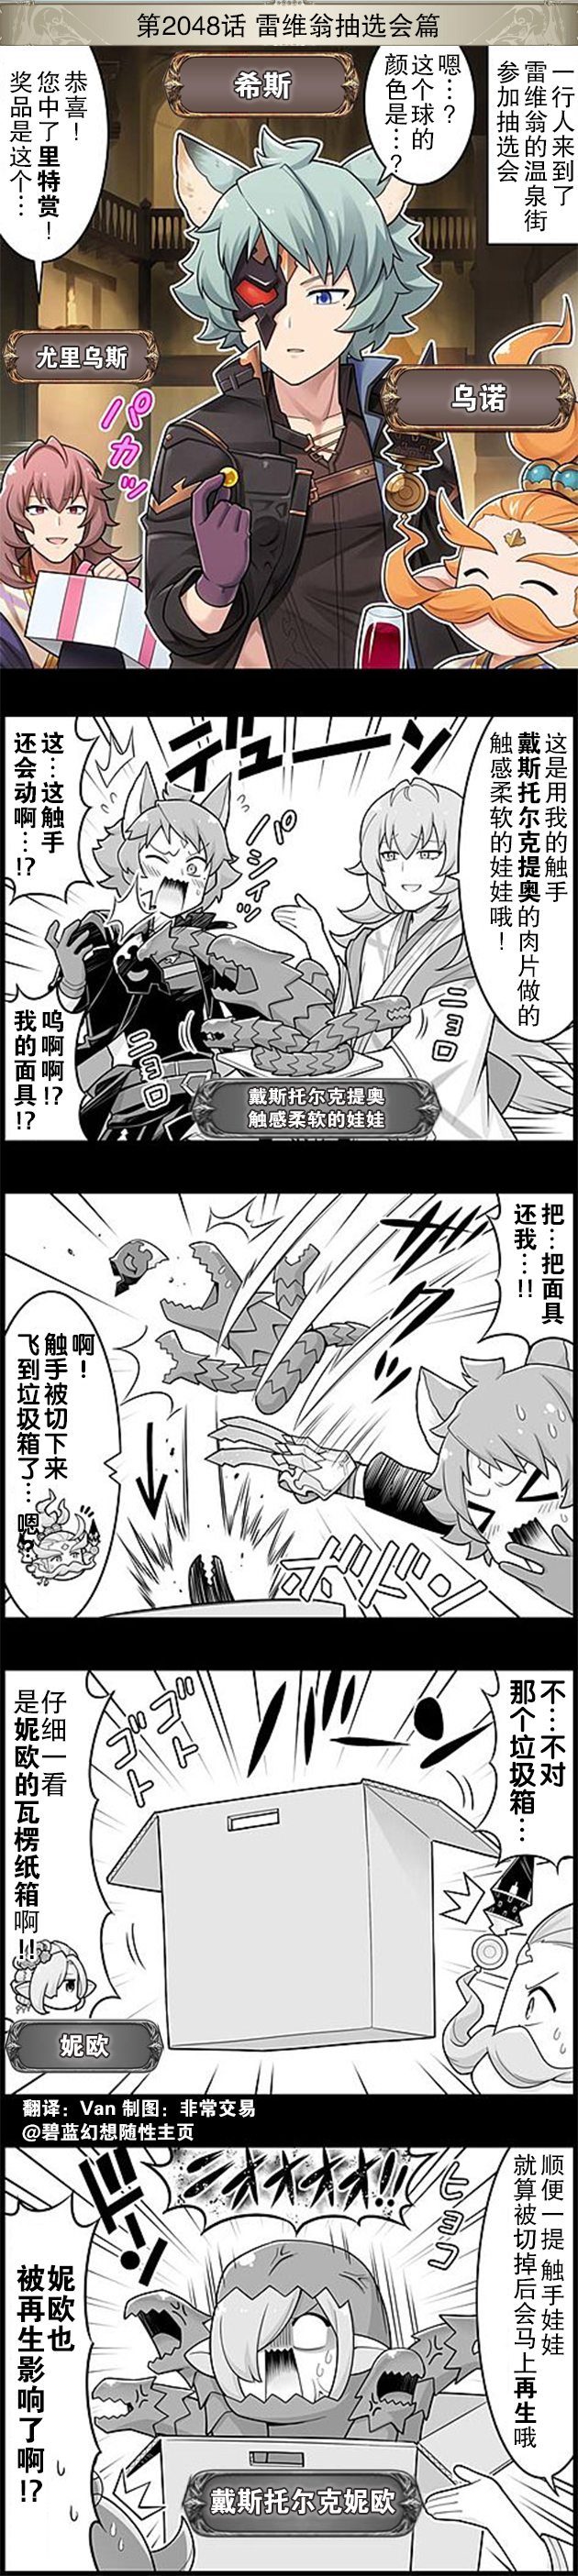 第2048话 雷维翁抽选会篇
一行人来到了
雷维翁的温泉街
参加抽选会
嗯…?
这个球的
颜色是…?
希斯
恭喜！
您中了里特赏！
奖品是这个…
尤里乌斯
乌诺
パカッ
这是用我的触手
戴斯托尔克提奥的肉片做的
触感柔软的娃娃哦！
デューーン
パシィッ
这…这触手
还会动啊…!?
呜啊啊!?
我的面具!?
ニョロ
ニョロ
戴斯托尔克提奥
触感柔软的娃娃
把…把面具
还我…!!
啊！
触手被切下来
飞到垃圾箱了…嗯?
ボドドン
不…不对
那个垃圾箱…
ゴトゴト
仔细一看
是妮欧的瓦楞纸箱啊!!
妮欧
翻译：Van 制图：非常交易
@碧蓝幻想随性主页
顺便一提 触手娃娃
就算被切掉后会马上再生哦
ヒョコ
ド!!
妮欧也
被再生影响了啊!?
戴斯托尔克妮欧